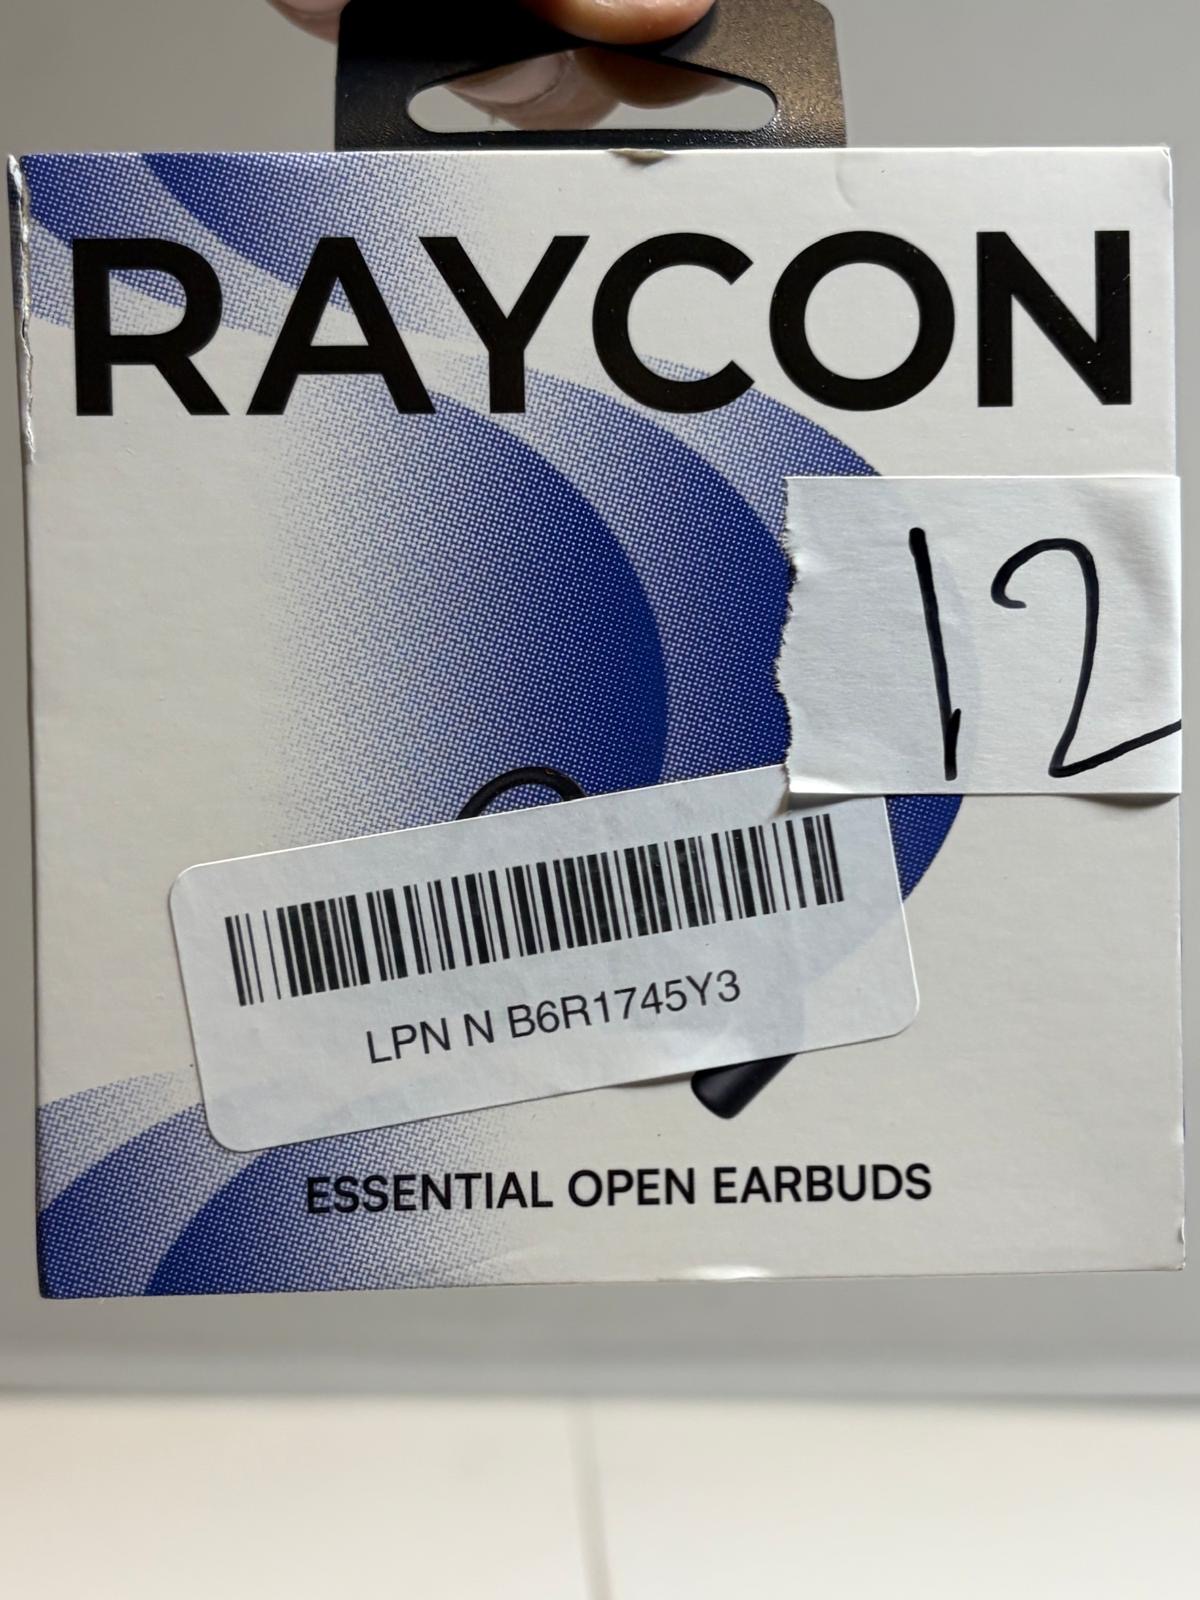 RAYCON
12
LPN N B6R1745Y3
ESSENTIAL OPEN EARBUDS